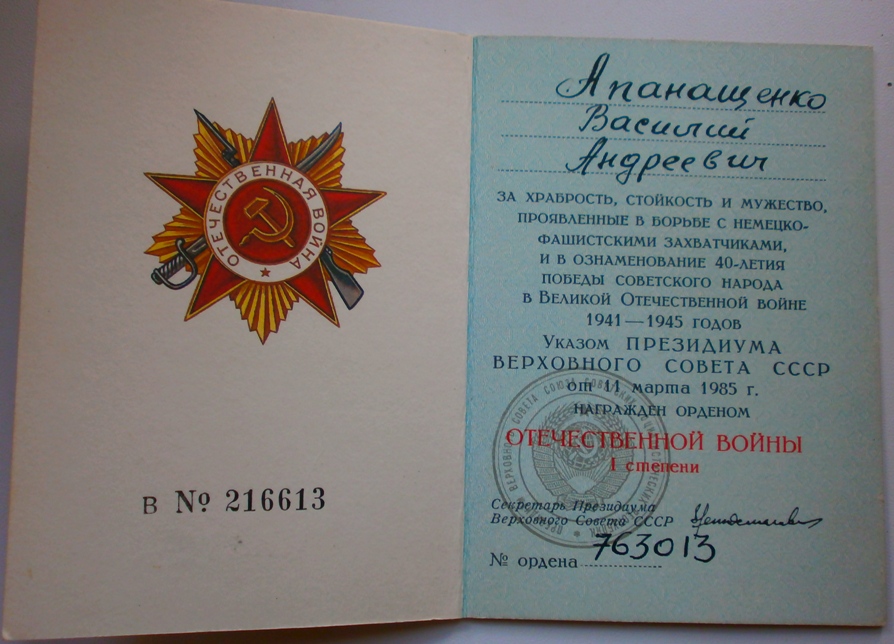 ОТЕЧЕСТВЕННАЯ ВОЙНА
В № 216613
Апанащенко
Василий
Андреевич
ЗА ХРАБРОСТЬ, СТОЙКОСТЬ И МУЖЕСТВО,
ПРОЯВЛЕННЫЕ В БОРЬБЕ С НЕМЕЦКО-
ФАШИСТСКИМИ ЗАХВАТЧИКАМИ,
И В ОЗНАМЕНОВАНИЕ 40-ЛЕТИЯ
ПОБЕДЫ СОВЕТСКОГО НАРОДА
В ВЕЛИКОЙ ОТЕЧЕСТВЕННОЙ ВОЙНЕ
1941—1945 ГОДОВ
УКАЗОМ ПРЕЗИДИУМА
ВЕРХОВНОГО СОВЕТА СССР
от 11 марта 1985 г.
НАГРАЖДЕН ОРДЕНОМ
ОТЕЧЕСТВЕННОЙ ВОЙНЫ
I степени
Секретарь Президиума
Верховного Совета СССР
№ ордена 763013